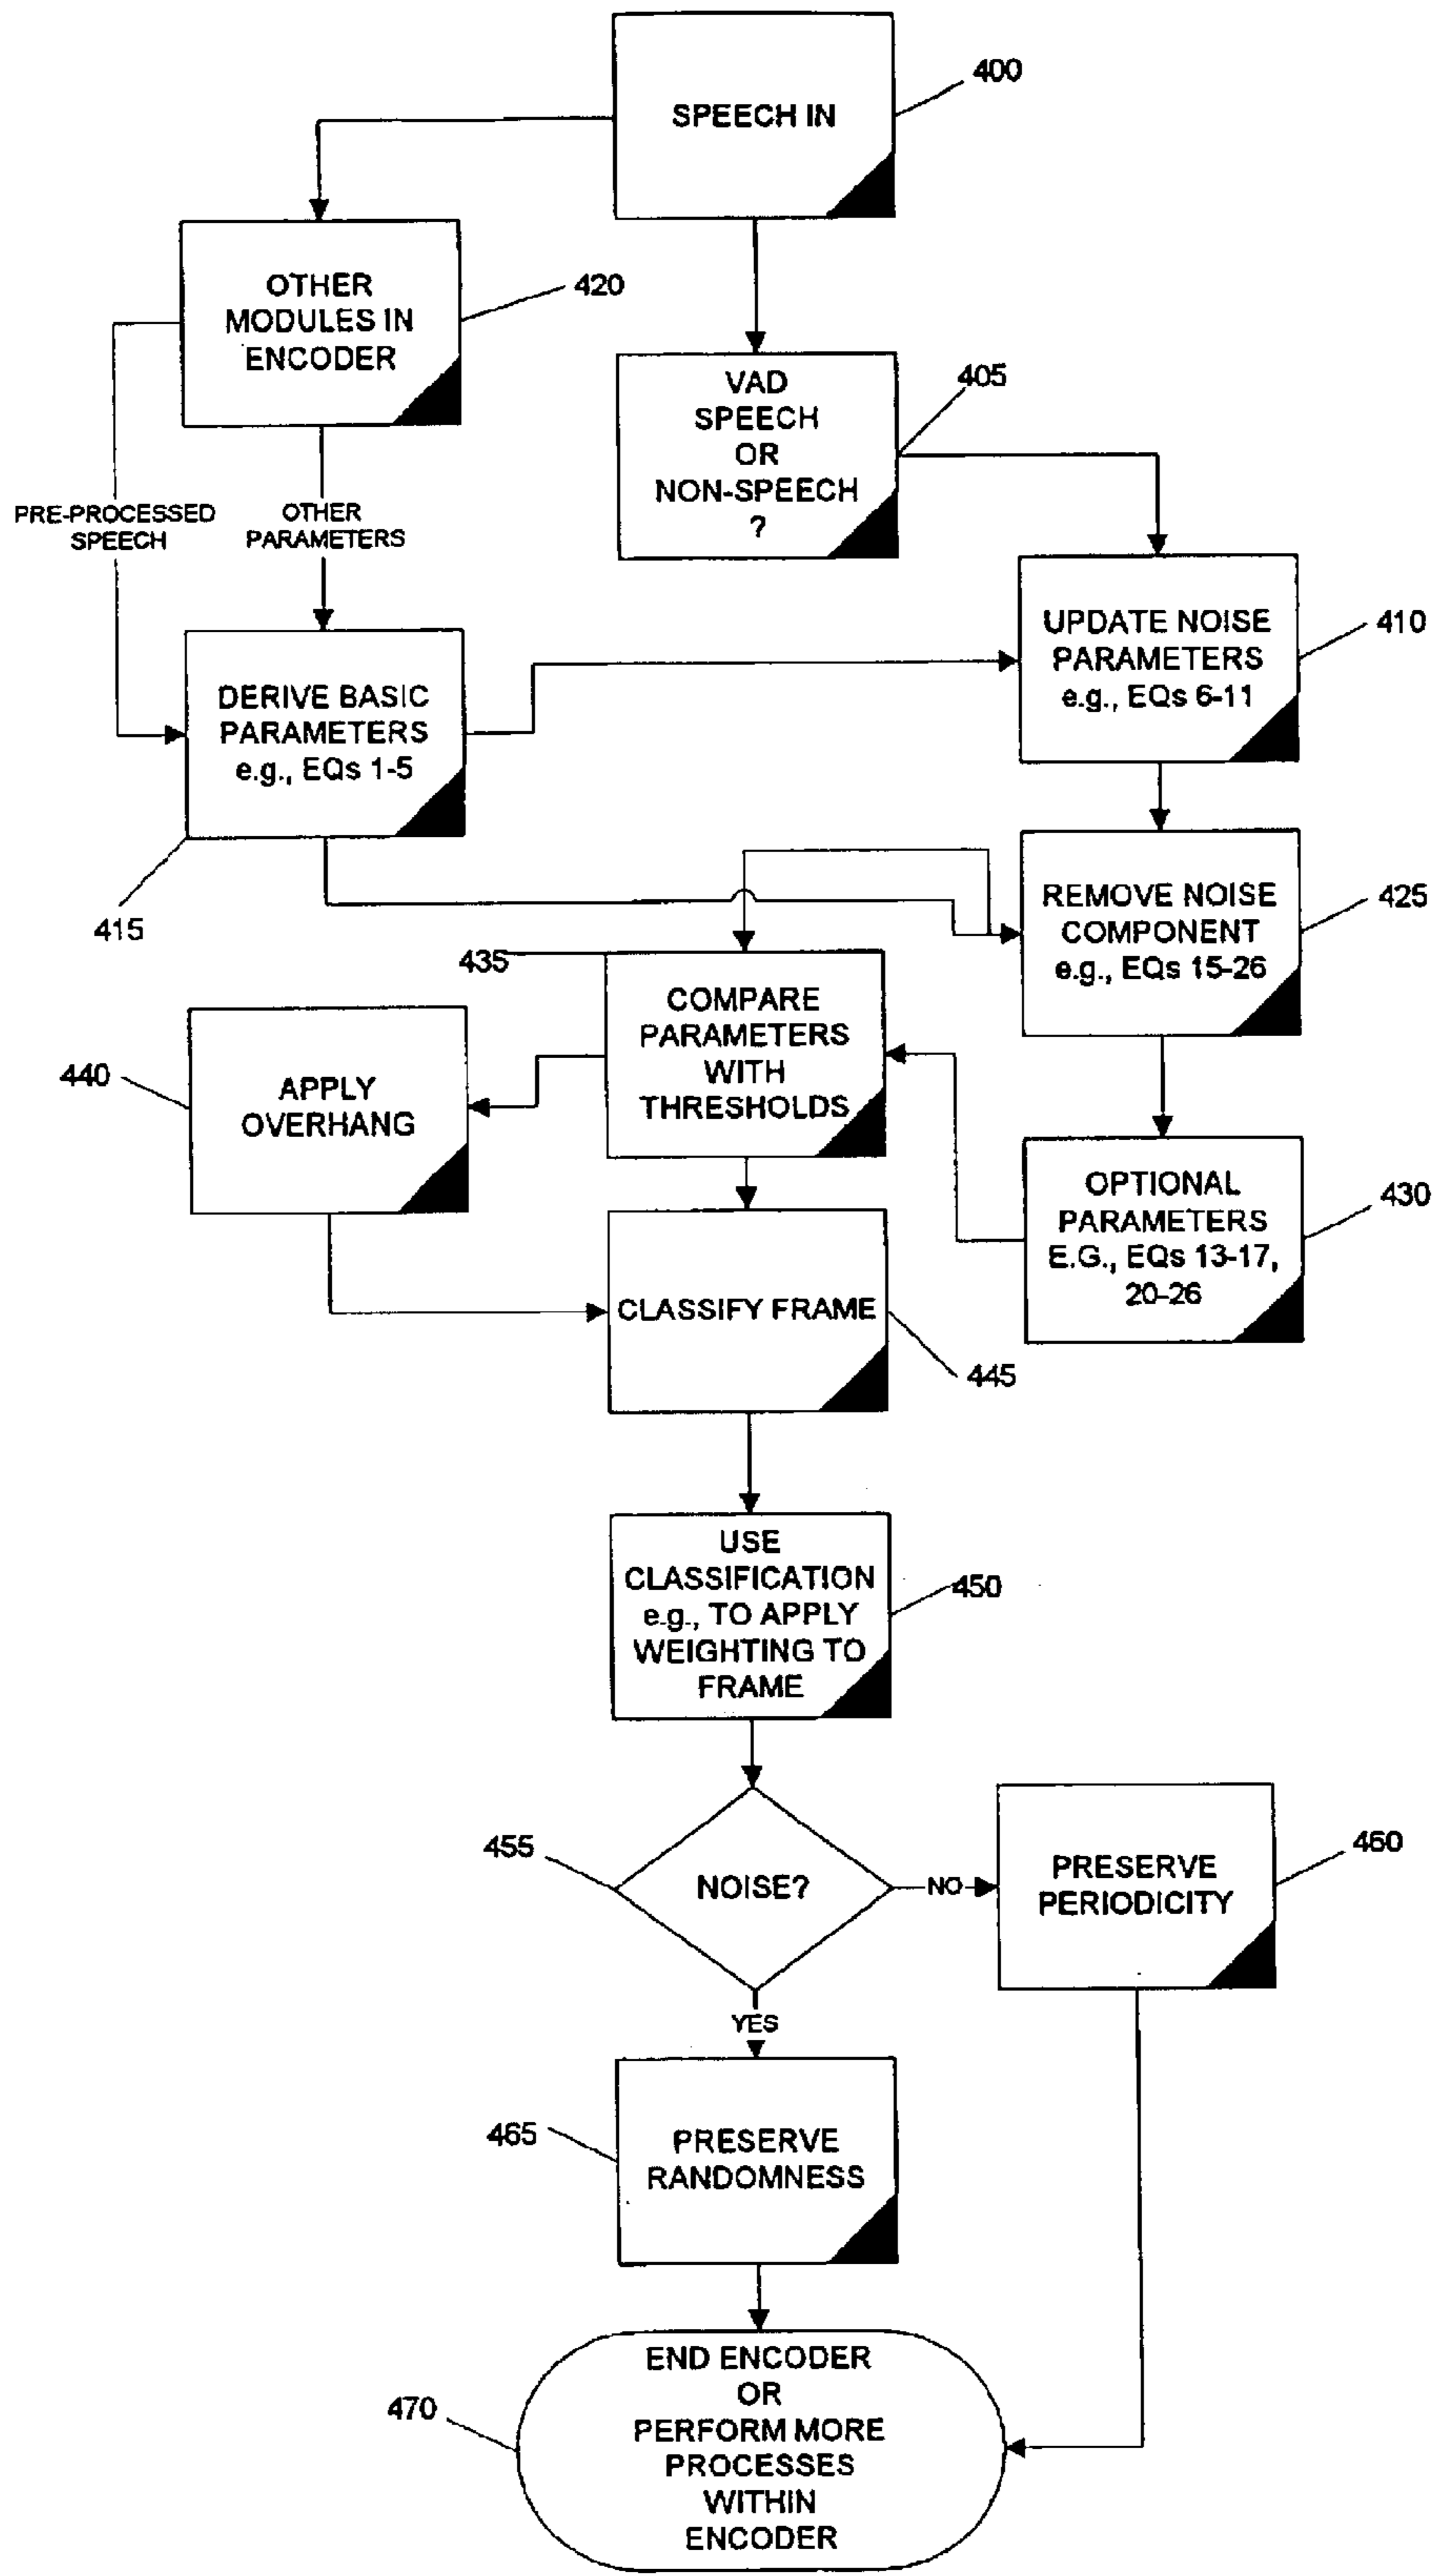 SPEECH IN
400
OTHER
MODULES IN
ENCODER
420
VAD
SPEECH
OR
NON-SPEECH
?
405
PRE-PROCESSED
SPEECH
OTHER
PARAMETERS
UPDATE NOISE
PARAMETERS
e.g., EQs 6-11
410
DERIVE BASIC
PARAMETERS
e.g., EQs 1-5
415
REMOVE NOISE
COMPONENT
e.g., EQs 15-26
425
435
COMPARE
PARAMETERS
WITH
THRESHOLDS
440
APPLY
OVERHANG
OPTIONAL
PARAMETERS
E.G., EQs 13-17,
20-26
430
CLASSIFY FRAME
445
USE
CLASSIFICATION
e.g., TO APPLY
WEIGHTING TO
FRAME
450
455
NOISE?
NO
PRESERVE
PERIODICITY
460
YES
465
PRESERVE
RANDOMNESS
470
END ENCODER
OR
PERFORM MORE
PROCESSES
WITHIN
ENCODER